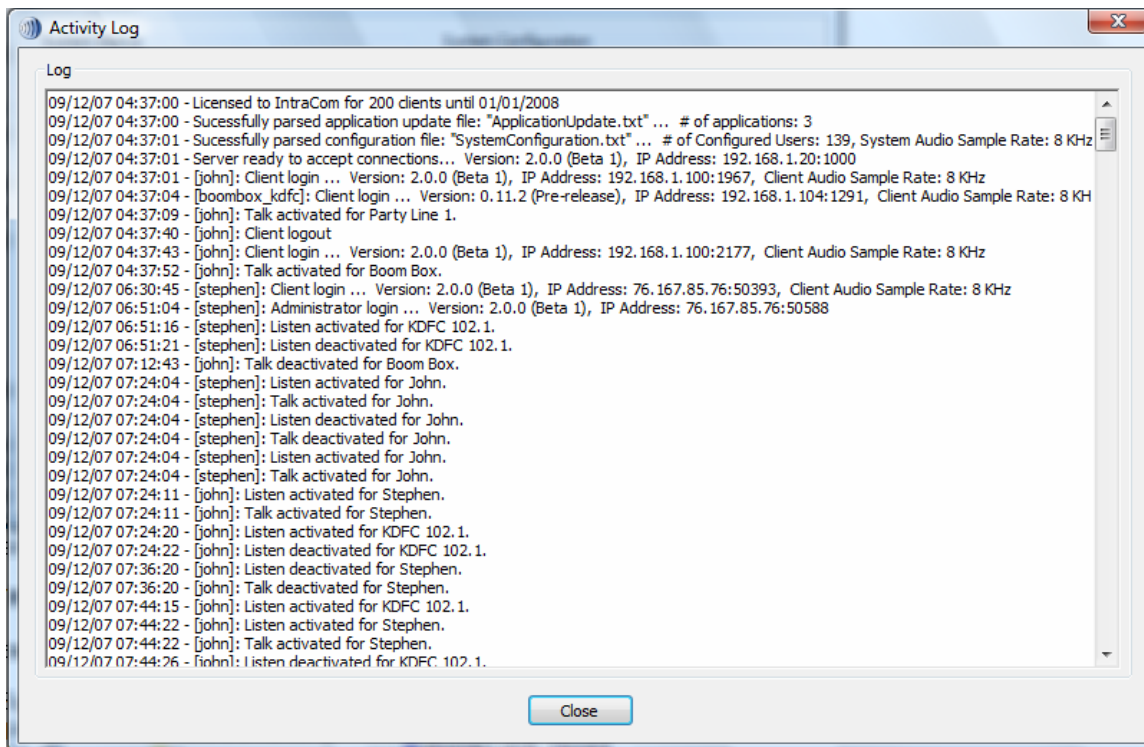 Activity Log
Log
09/12/07 04:37:00 - Licensed to IntraCom for 200 clients until 01/01/2008
09/12/07 04:37:00 - Sucessfully parsed application update file: "ApplicationUpdate.txt" ... # of applications: 3
09/12/07 04:37:01 - Sucessfully parsed configuration file: "SystemConfiguration.txt" ... # of Configured Users: 139, System Audio Sample Rate: 8 KHz
09/12/07 04:37:01 - Server ready to accept connections... Version: 2.0.0 (Beta 1), IP Address: 192.168.1.20:1000
09/12/07 04:37:01 - [john]: Client login ... Version: 2.0.0 (Beta 1), IP Address: 192.168.1.100:1967, Client Audio Sample Rate: 8 KHz
09/12/07 04:37:04 - [boombox_kdfc]: Client login ... Version: 0.11.2 (Pre-release), IP Address: 192.168.1.104:1291, Client Audio Sample Rate: 8 KH
09/12/07 04:37:09 - [john]: Talk activated for Party Line 1.
09/12/07 04:37:40 - [john]: Client logout
09/12/07 04:37:43 - [john]: Client login ... Version: 2.0.0 (Beta 1), IP Address: 192.168.1.100:2177, Client Audio Sample Rate: 8 KHz
09/12/07 04:37:52 - [john]: Talk activated for Boom Box.
09/12/07 06:30:45 - [stephen]: Client login ... Version: 2.0.0 (Beta 1), IP Address: 76.167.85.76:50393, Client Audio Sample Rate: 8 KHz
09/12/07 06:51:04 - [stephen]: Administrator login ... Version: 2.0.0 (Beta 1), IP Address: 76.167.85.76:50588
09/12/07 06:51:16 - [stephen]: Listen activated for KDFC 102.1.
09/12/07 06:51:21 - [stephen]: Listen deactivated for KDFC 102.1.
09/12/07 07:12:43 - [john]: Talk deactivated for Boom Box.
09/12/07 07:24:04 - [stephen]: Listen activated for John.
09/12/07 07:24:04 - [stephen]: Talk activated for John.
09/12/07 07:24:04 - [stephen]: Listen deactivated for John.
09/12/07 07:24:04 - [stephen]: Talk deactivated for John.
09/12/07 07:24:04 - [stephen]: Listen activated for John.
09/12/07 07:24:04 - [stephen]: Talk activated for John.
09/12/07 07:24:11 - [john]: Listen activated for Stephen.
09/12/07 07:24:11 - [john]: Talk activated for Stephen.
09/12/07 07:24:20 - [john]: Listen activated for KDFC 102.1.
09/12/07 07:24:22 - [john]: Listen deactivated for KDFC 102.1.
09/12/07 07:36:20 - [john]: Listen deactivated for Stephen.
09/12/07 07:36:20 - [john]: Talk deactivated for Stephen.
09/12/07 07:44:15 - [john]: Listen activated for KDFC 102.1.
09/12/07 07:44:22 - [john]: Listen activated for Stephen.
09/12/07 07:44:22 - [john]: Talk activated for Stephen.
09/12/07 07:44:26 - [john]: Listen deactivated for KDFC 102.1.
Close